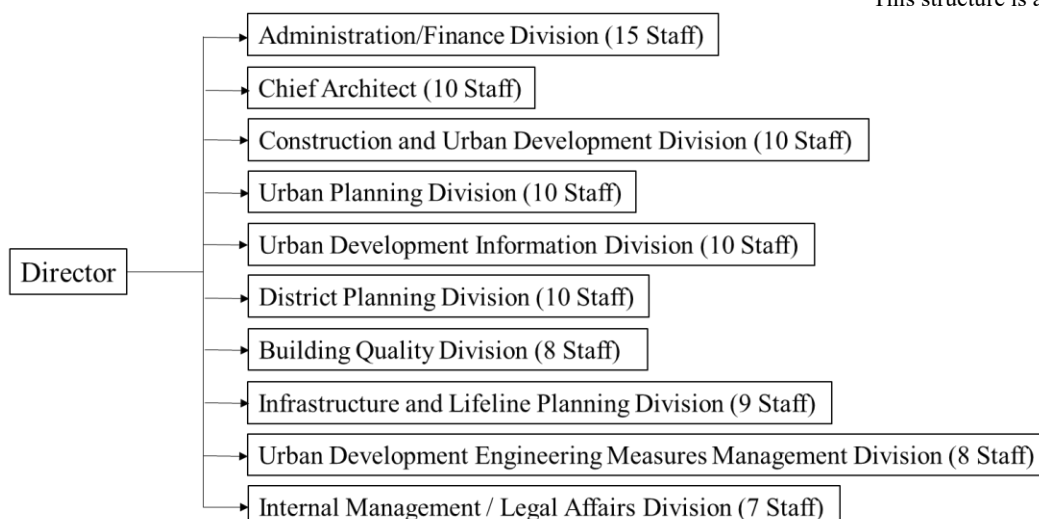 This structure is a
Administration/Finance Division (15 Staff)
Chief Architect (10 Staff)
Construction and Urban Development Division (10 Staff)
Urban Planning Division (10 Staff)
Urban Development Information Division (10 Staff)
Director
District Planning Division (10 Staff)
Building Quality Division (8 Staff)
Infrastructure and Lifeline Planning Division (9 Staff)
Urban Development Engineering Measures Management Division (8 Staff)
Internal Management / Legal Affairs Division (7 Staff)